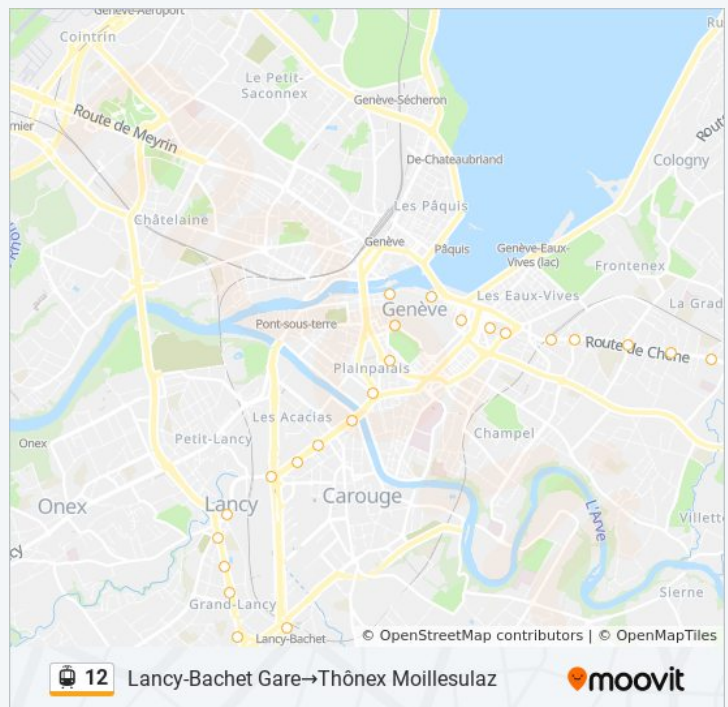 Genève-Aéroport
Cointrin
Le Petit-
Saconnex
Genève-Sécheron
Route de Meyrin
De-Chateaubriand
Cologny
Les Pâquis
Châtelaine
Genève
Pâquis
Genève-Eaux-
Vives (lac)
Frontenex
Les Eaux-Vives
La Grad
Genève
Pont-sous-terre
Route de Chêne
Plainpalais
Les Acacias
Petit-Lancy
Onex
Champel
Onex
Lancy
Carouge
L'Arve
Villette
Sierne
Grand-Lancy
Lancy-Bachet
© OpenStreetMap contributors | © OpenMapTiles
12 Lancy-Bachet Gare→Thônex Moillesulaz
moovit